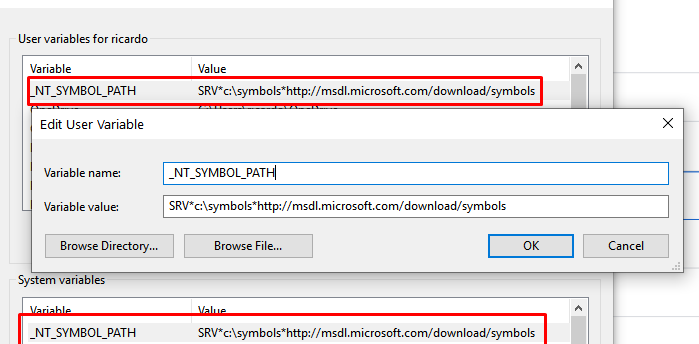 User variables for ricardo
Variable Value
_NT_SYMBOL_PATH SRV*c:\symbols*http://msdl.microsoft.com/download/symbols
Edit User Variable
Variable name: _NT_SYMBOL_PATH
Variable value: SRV*c:\symbols*http://msdl.microsoft.com/download/symbols
Browse Directory... Browse File... OK Cancel
System variables
Variable Value
_NT_SYMBOL_PATH SRV*c:\symbols*http://msdl.microsoft.com/download/symbols